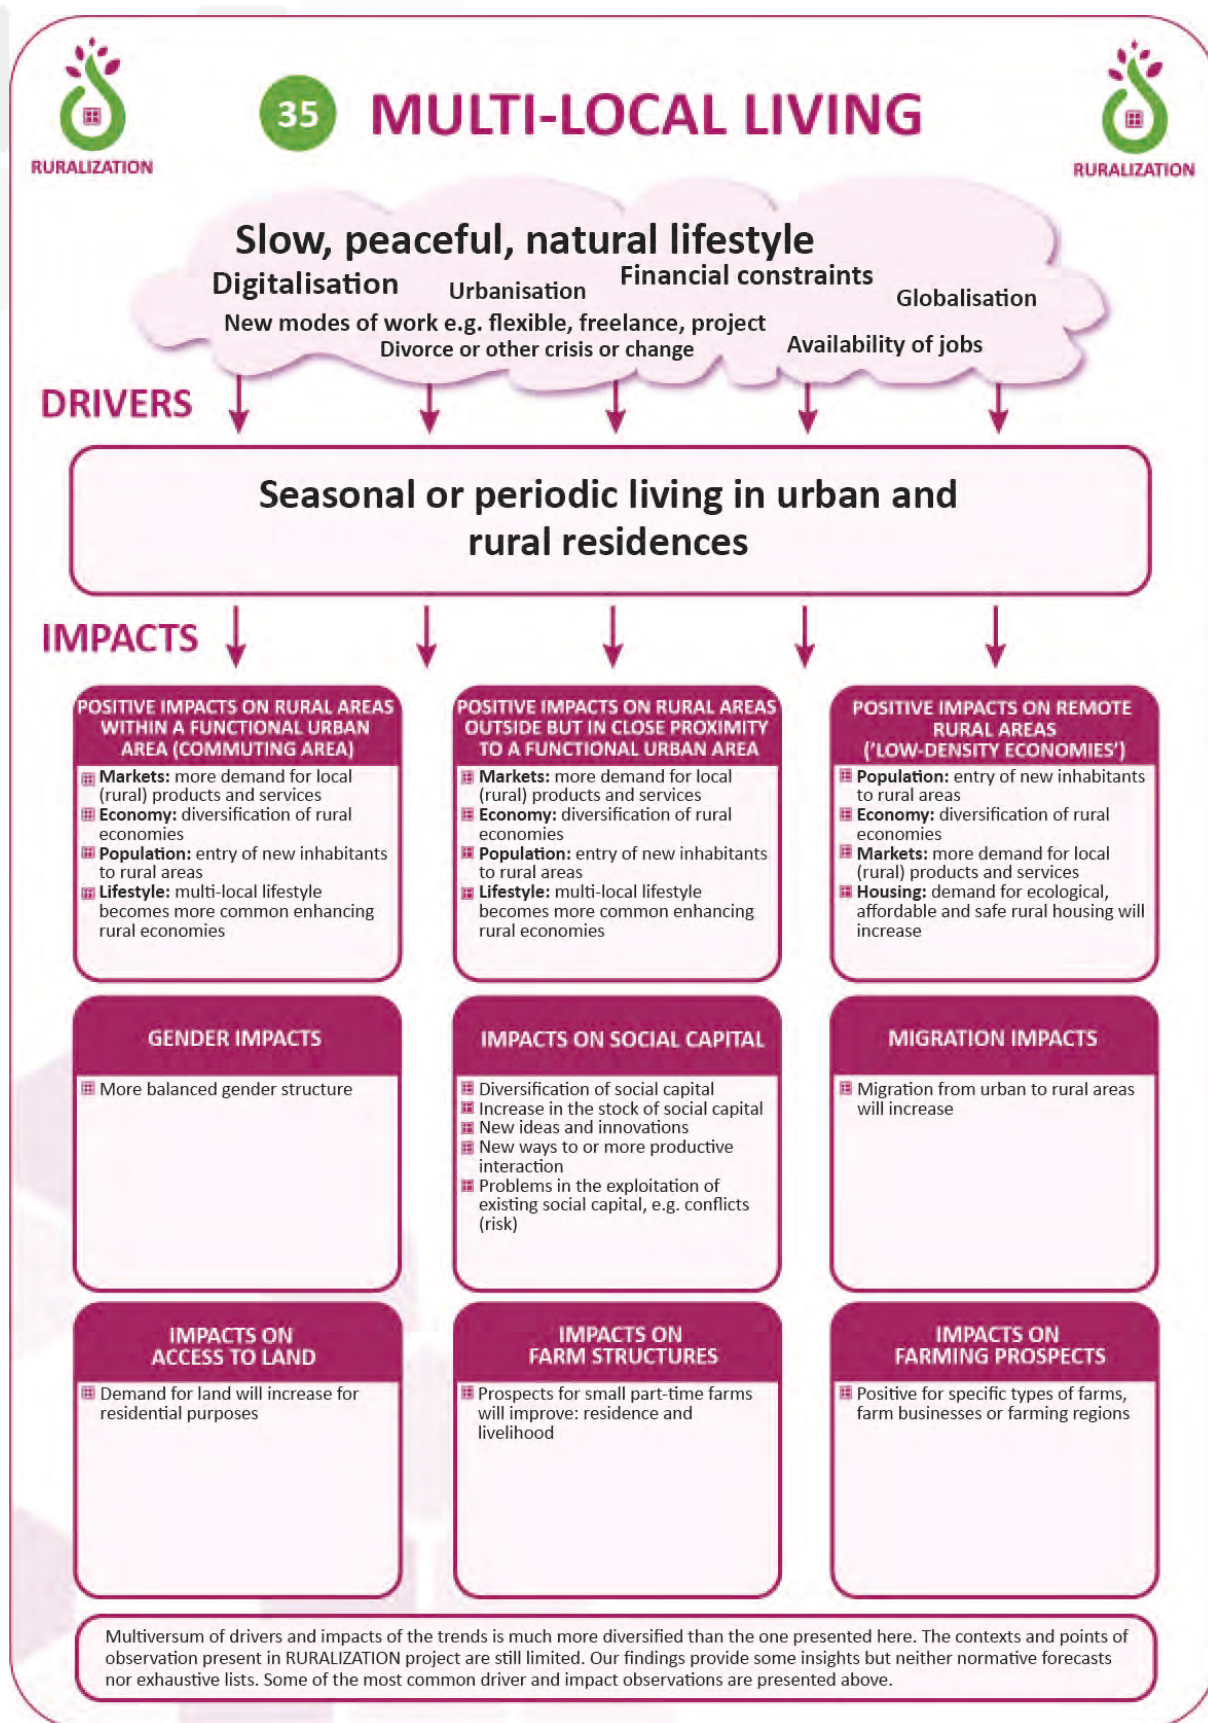 RURALIZATION
35 MULTI-LOCAL LIVING
RURALIZATION
Slow, peaceful, natural lifestyle
Digitalisation
Urbanisation
Financial constraints
Globalisation
New modes of work e.g. flexible, freelance, project
Divorce or other crisis or change
Availability of jobs
DRIVERS
Seasonal or periodic living in urban and
rural residences
IMPACTS
POSITIVE IMPACTS ON RURAL AREAS
WITHIN A FUNCTIONAL URBAN
AREA (COMMUTING AREA)
Markets: more demand for local
(rural) products and services
Economy: diversification of rural
economies
Population: entry of new inhabitants
to rural areas
Lifestyle: multi-local lifestyle
becomes more common enhancing
rural economies
POSITIVE IMPACTS ON RURAL AREAS
OUTSIDE BUT IN CLOSE PROXIMITY
TO A FUNCTIONAL URBAN AREA
Markets: more demand for local
(rural) products and services
Economy: diversification of rural
economies
Population: entry of new inhabitants
to rural areas
Lifestyle: multi-local lifestyle
becomes more common enhancing
rural economies
POSITIVE IMPACTS ON REMOTE
RURAL AREAS
('LOW-DENSITY ECONOMIES')
Population: entry of new inhabitants
to rural areas
Economy: diversification of rural
economies
Markets: more demand for local
(rural) products and services
Housing: demand for ecological,
affordable and safe rural housing will
increase
GENDER IMPACTS
More balanced gender structure
IMPACTS ON SOCIAL CAPITAL
Diversification of social capital
Increase in the stock of social capital
New ideas and innovations
New ways to or more productive
interaction
Problems in the exploitation of
existing social capital, e.g. conflicts
(risk)
MIGRATION IMPACTS
Migration from urban to rural areas
will increase
IMPACTS ON
ACCESS TO LAND
Demand for land will increase for
residential purposes
IMPACTS ON
FARM STRUCTURES
Prospects for small part-time farms
will improve: residence and
livelihood
IMPACTS ON
FARMING PROSPECTS
Positive for specific types of farms,
farm businesses or farming regions
Multiversum of drivers and impacts of the trends is much more diversified than the one presented here. The contexts and points of
observation present in RURALIZATION project are still limited. Our findings provide some insights but neither normative forecasts
nor exhaustive lists. Some of the most common driver and impact observations are presented above.